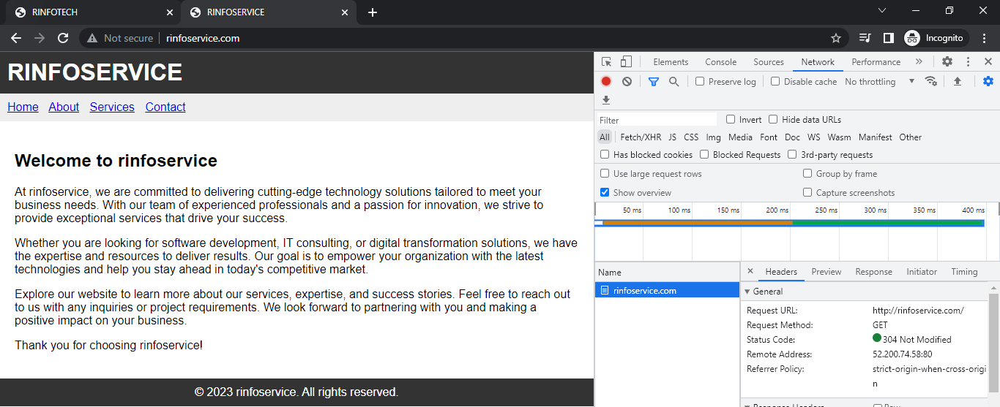 RINFOTECH
RINFOSERVICE
Not secure rinfoservice.com
Incognito
RINFOSERVICE
Home About Services Contact
Welcome to rinfoservice
At rinfoservice, we are committed to delivering cutting-edge technology solutions tailored to meet your
business needs. With our team of experienced professionals and a passion for innovation, we strive to
provide exceptional services that drive your success.
Whether you are looking for software development, IT consulting, or digital transformation solutions, we have
the expertise and resources to deliver results. Our goal is to empower your organization with the latest
technologies and help you stay ahead in today's competitive market.
Explore our website to learn more about our services, expertise, and success stories. Feel free to reach out
to us with any inquiries or project requirements. We look forward to partnering with you and making a
positive impact on your business.
Thank you for choosing rinfoservice!
© 2023 rinfoservice. All rights reserved.
Elements Console Sources Network Performance
Preserve log Disable cache No throttling
Filter Invert Hide data URLs
All Fetch/XHR JS CSS Img Media Font Doc WS Wasm Manifest Other
Has blocked cookies Blocked Requests 3rd-party requests
Use large request rows Group by frame
Show overview Capture screenshots
50 ms 100 ms 150 ms 200 ms 250 ms 300 ms 350 ms 400 ms
Name Headers Preview Response Initiator Timing
rinfoservice.com
General
Request URL: http://rinfoservice.com/
Request Method: GET
Status Code: 304 Not Modified
Remote Address: 52.200.74.58:80
Referrer Policy: strict-origin-when-cross-origi
n
Response Headers Raw